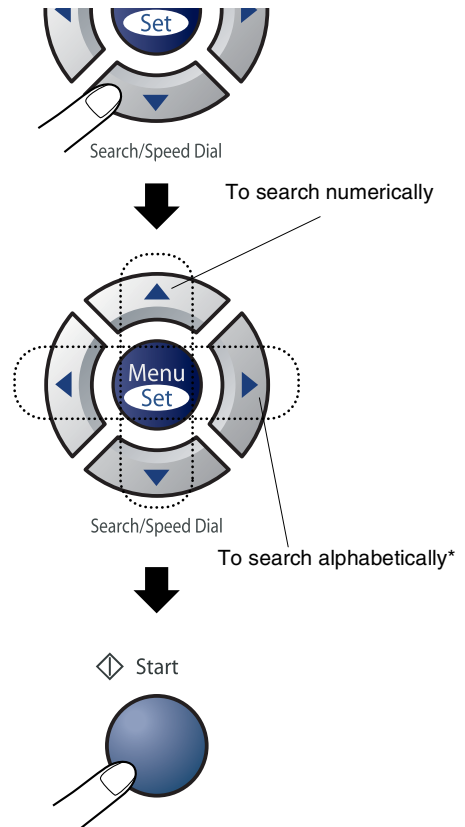 Set
Search/Speed Dial
To search numerically
Menu
Set
Search/Speed Dial
To search alphabetically*
Start